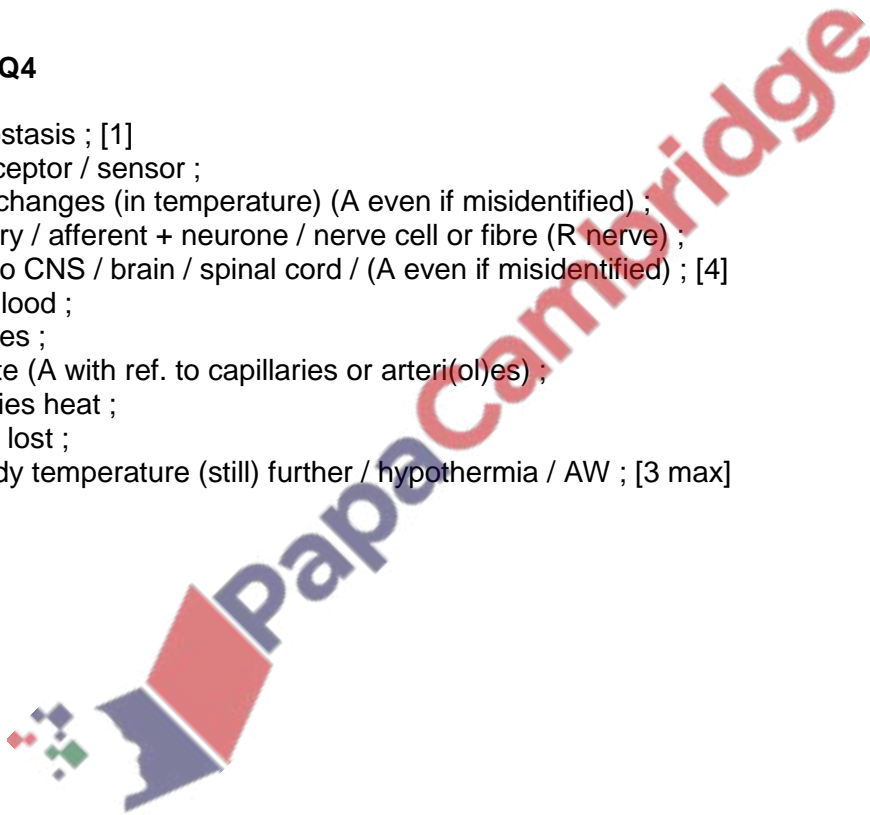 Q4
stasis ; [1]
ceptor / sensor ;
changes (in temperature) (A even if misidentified) ;
ry / afferent + neurone / nerve cell or fibre (R nerve) ;
o CNS / brain / spinal cord / (A even if misidentified) ; [4]
lood ;
es ;
te (A with ref. to capillaries or arteri(ol)es) ;
ies heat ;
lost ;
dy temperature (still) further / hypothermia / AW ; [3 max]
PapaCambridge